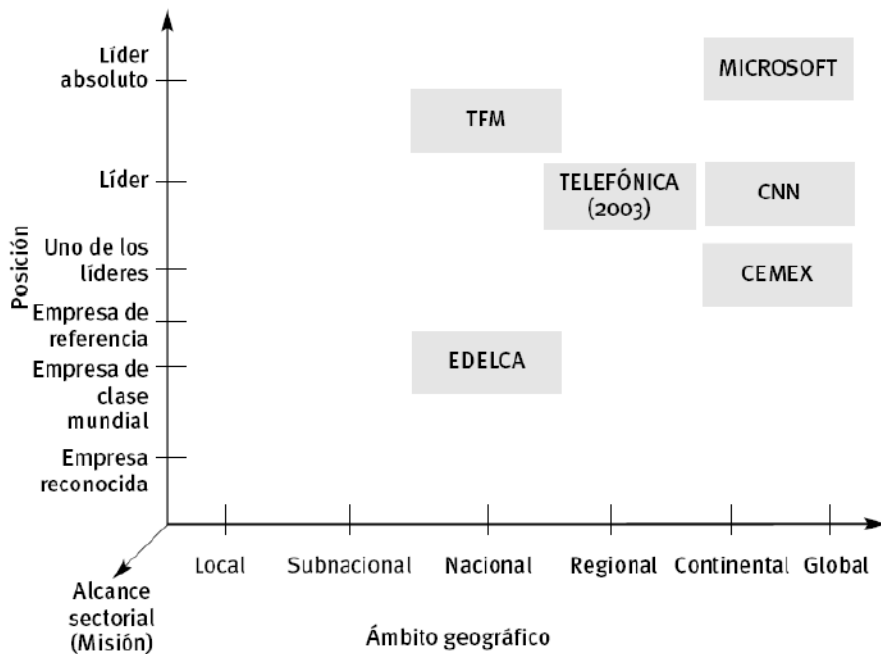 Líder
absoluto
MICROSOFT
TFM
Líder
TELEFÓNICA
(2003)
CNN
Posición
Uno de los
líderes
CEMEX
Empresa de
referencia
EDELCA
Empresa de
clase
mundial
Empresa
reconocida
Local
Subnacional
Nacional
Regional
Continental
Global
Alcance
sectorial
(Misión)
Ámbito geográfico